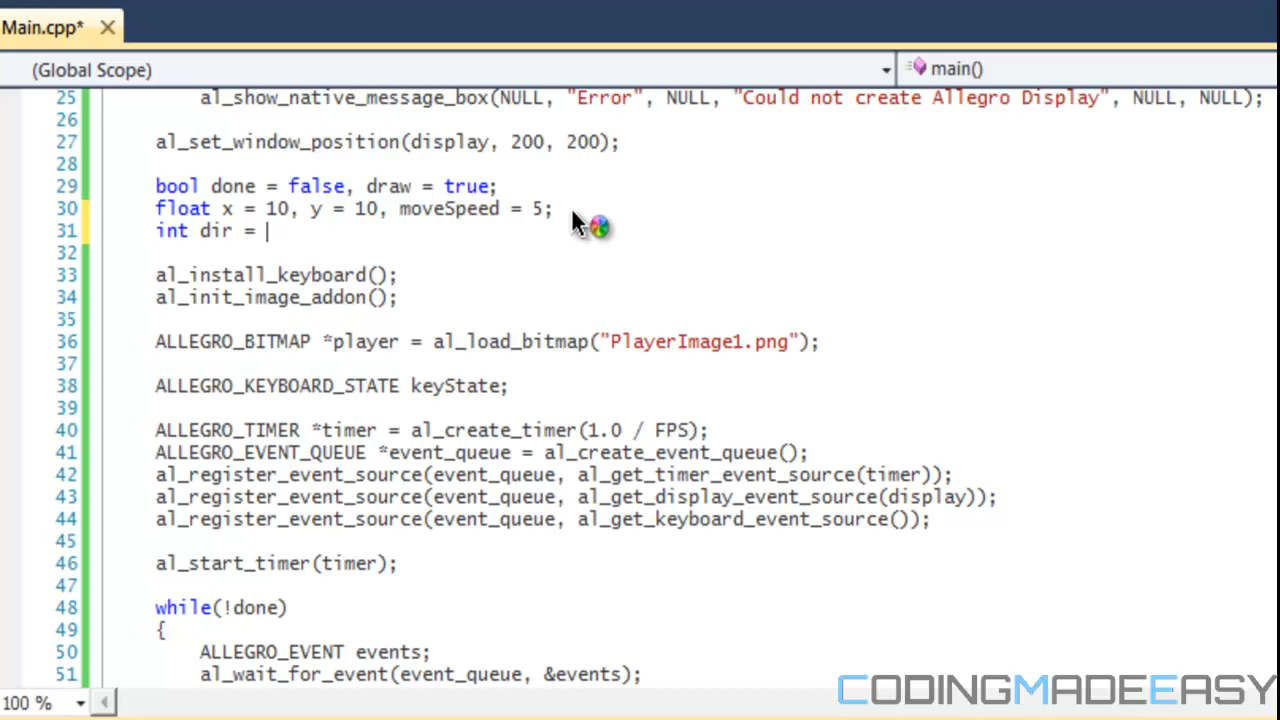 Main.cpp*
(Global Scope) main()
25 al_show_native_message_box(NULL, "Error", NULL, "Could not create Allegro Display", NULL, NULL);
26
27 al_set_window_position(display, 200, 200);
28
29 bool done = false, draw = true;
30 float x = 10, y = 10, moveSpeed = 5;
31 int dir =
32
33 al_install_keyboard();
34 al_init_image_addon();
35
36 ALLEGRO_BITMAP *player = al_load_bitmap("PlayerImage1.png");
37
38 ALLEGRO_KEYBOARD_STATE keyState;
39
40 ALLEGRO_TIMER *timer = al_create_timer(1.0 / FPS);
41 ALLEGRO_EVENT_QUEUE *event_queue = al_create_event_queue();
42 al_register_event_source(event_queue, al_get_timer_event_source(timer));
43 al_register_event_source(event_queue, al_get_display_event_source(display));
44 al_register_event_source(event_queue, al_get_keyboard_event_source());
45
46 al_start_timer(timer);
47
48 while(!done)
49 {
50 ALLEGRO_EVENT events;
51 al_wait_for_event(event_queue, &events);
100 %
CODINGMADEEASY